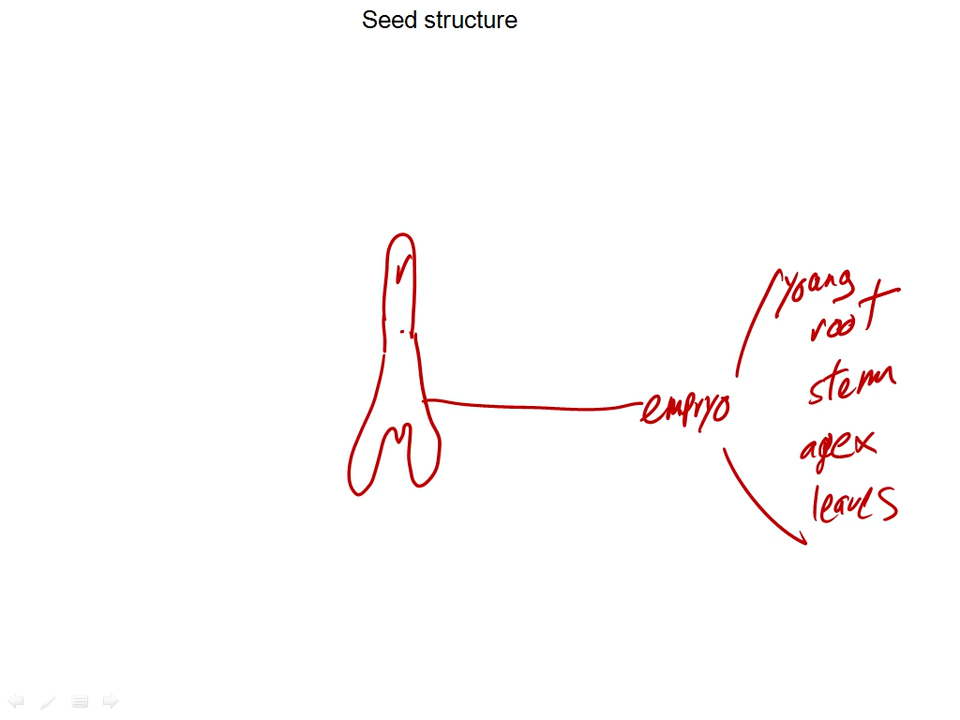 Seed structure
young
root
stem
embryo
apex
leaves